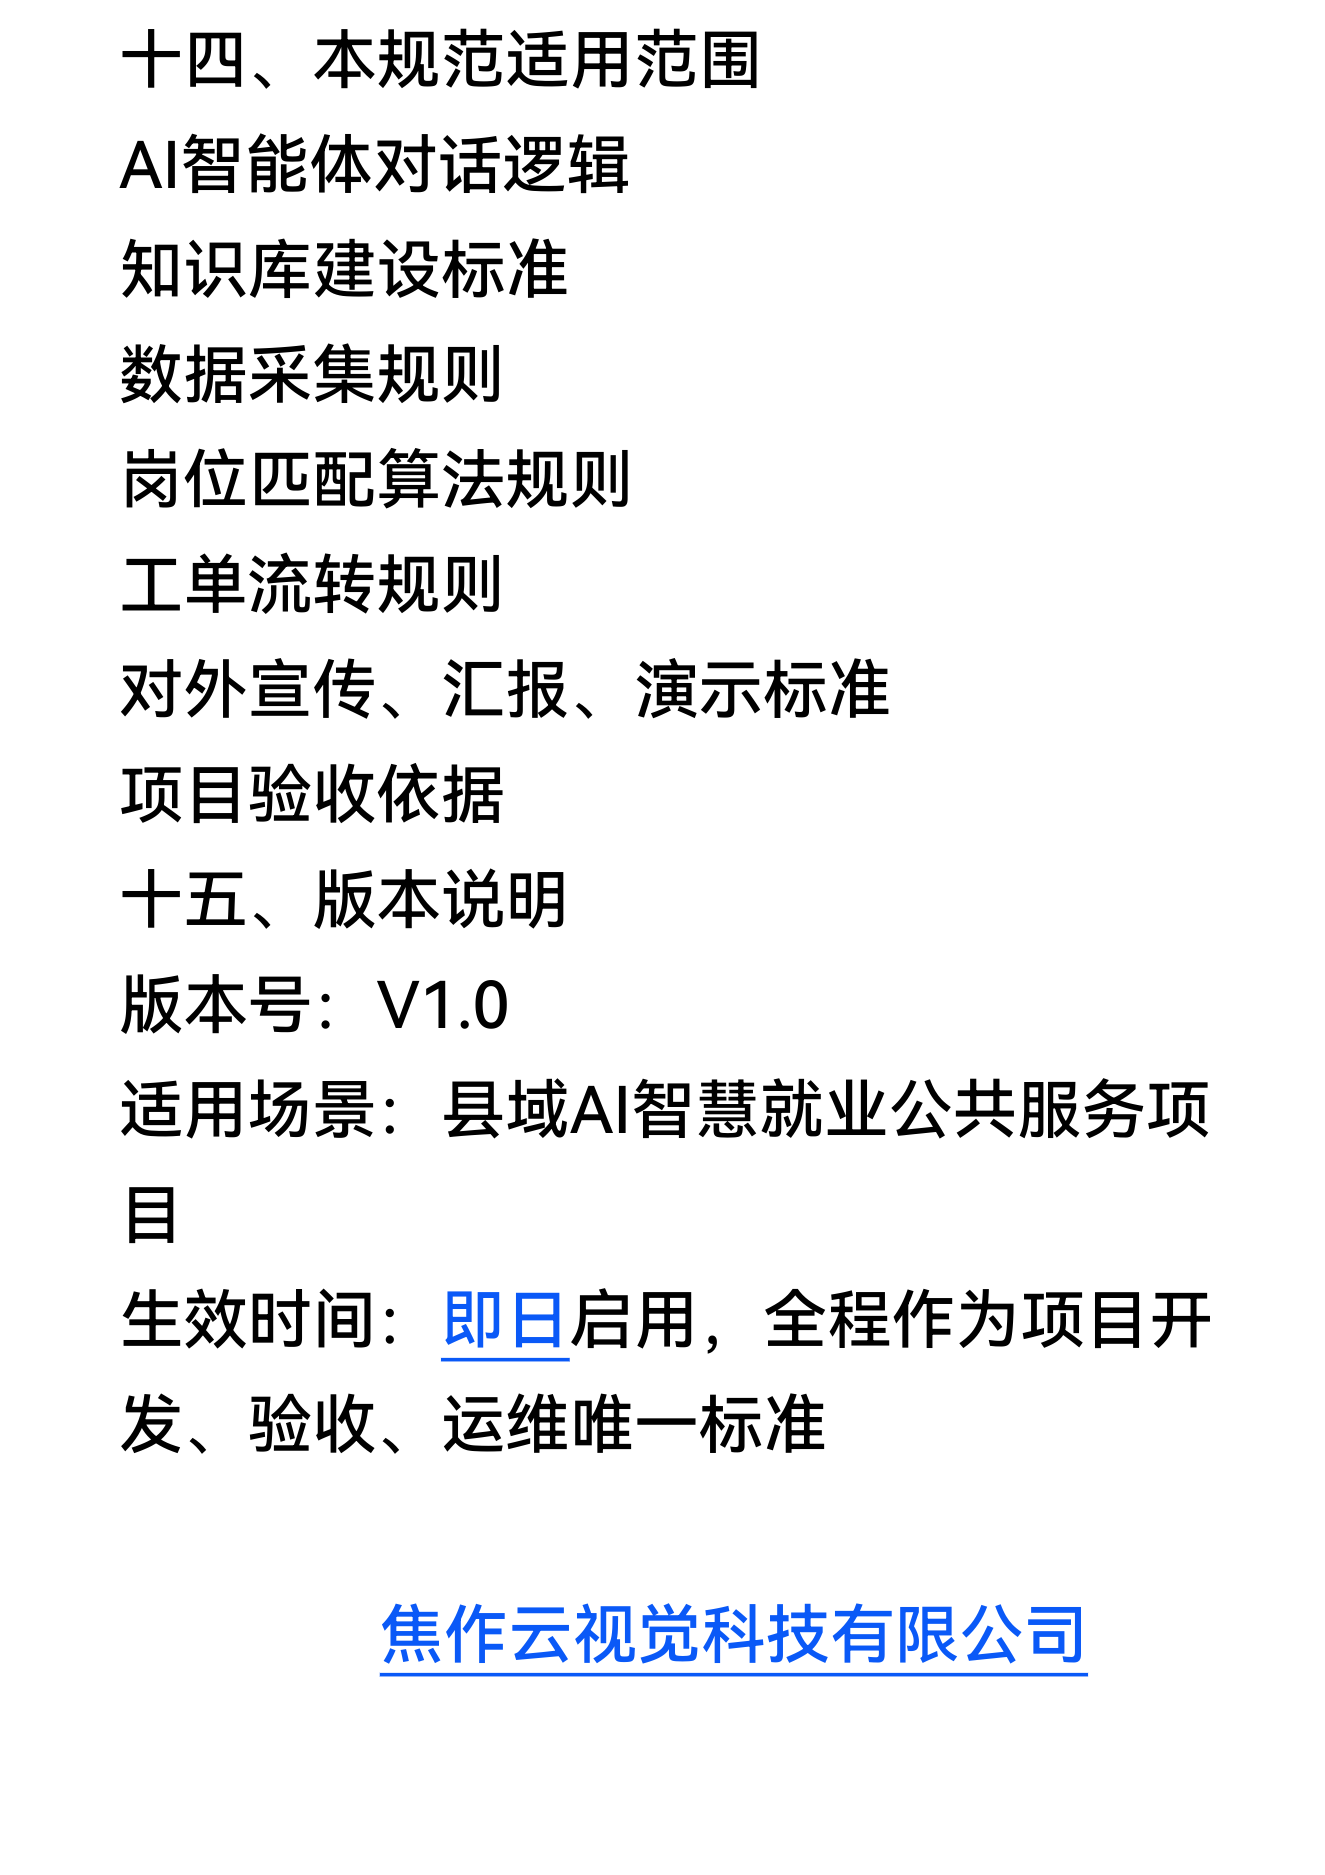 十四、本规范适用范围
AI智能体对话逻辑
知识库建设标准
数据采集规则
岗位匹配算法规则
工单流转规则
对外宣传、汇报、演示标准
项目验收依据
十五、版本说明
版本号：V1.0
适用场景：县域AI智慧就业公共服务项
目
生效时间：即日启用，全程作为项目开
发、验收、运维唯一标准
焦作云视觉科技有限公司